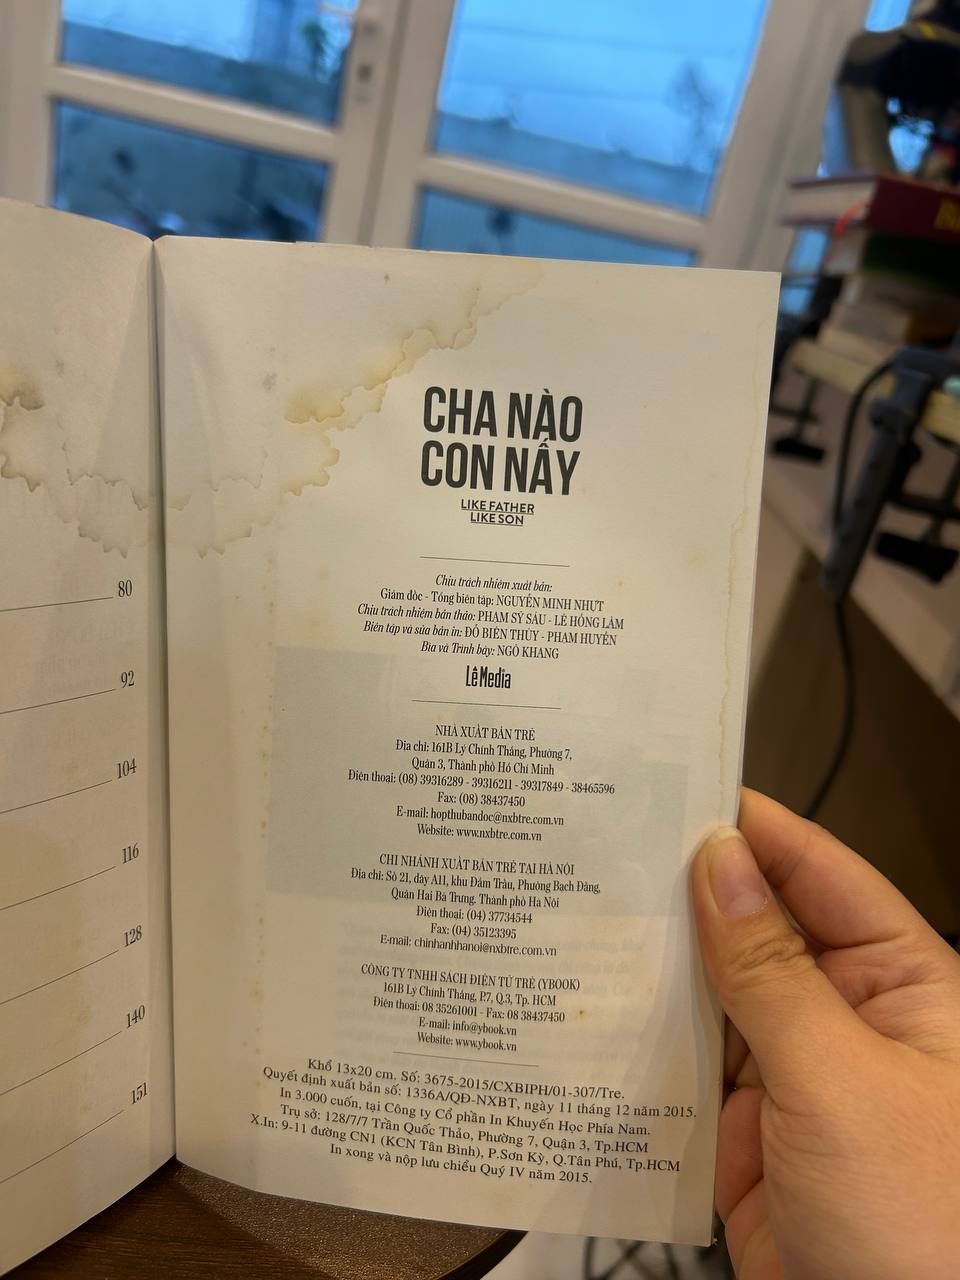 80
92
104
116
128
140
151
CHA NÀO
CON NẤY
LIKE FATHER
LIKE SON
Chịu trách nhiệm xuất bản:
Giám đốc - Tổng biên tập: NGUYỄN MINH NHỰT
Chịu trách nhiệm bản thảo: PHẠM SỸ SÁU - LÊ HỒNG LÂM
Biên tập và sửa bản in: ĐỖ BIÊN THÙY - PHẠM HUYỀN
Bìa và Trình bày: NGÔ KHANG
LêMedia
NHÀ XUẤT BẢN TRẺ
Địa chỉ: 161B Lý Chính Thắng, Phường 7,
Quận 3, Thành phố Hồ Chí Minh
Điện thoại: (08) 39316289 - 39316211 - 39317849 - 38465596
Fax: (08) 38437450
E-mail: hopthubandoc@nxbtre.com.vn
Website: www.nxbtre.com.vn
CHI NHÁNH XUẤT BẢN TRẺ TẠI HÀ NỘI
Địa chỉ: Số 21, dãy A11, khu Đầm Trấu, Phường Bạch Đằng,
Quận Hai Bà Trưng. Thành phố Hà Nội
Điện thoại: (04) 37734544
Fax: (04) 35123395
E-mail: chinhanhhanoi@nxbtre.com.vn
CÔNG TY TNHH SÁCH ĐIỆN TỬ TRẺ (YBOOK)
161B Lý Chính Thắng, P.7, Q.3, Tp. HCM
Điện thoại: 08 35261001 - Fax: 08 38437450
E-mail: info@ybook.vn
Website: www.ybook.vn
Khổ 13x20 cm. Số: 3675-2015/CXBIPH/01-307/Tre.
Quyết định xuất bản số: 1336A/QĐ-NXBT, ngày 11 tháng 12 năm 2015.
In 3.000 cuốn, tại Công ty Cổ phần In Khuyến Học Phía Nam.
Trụ sở: 128/7/7 Trần Quốc Thảo, Phường 7, Quận 3, Tp.HCM
X.In: 9-11 đường CN1 (KCN Tân Bình), P.Sơn Kỳ, Q.Tân Phú, Tp.HCM
In xong và nộp lưu chiểu Quý IV năm 2015.